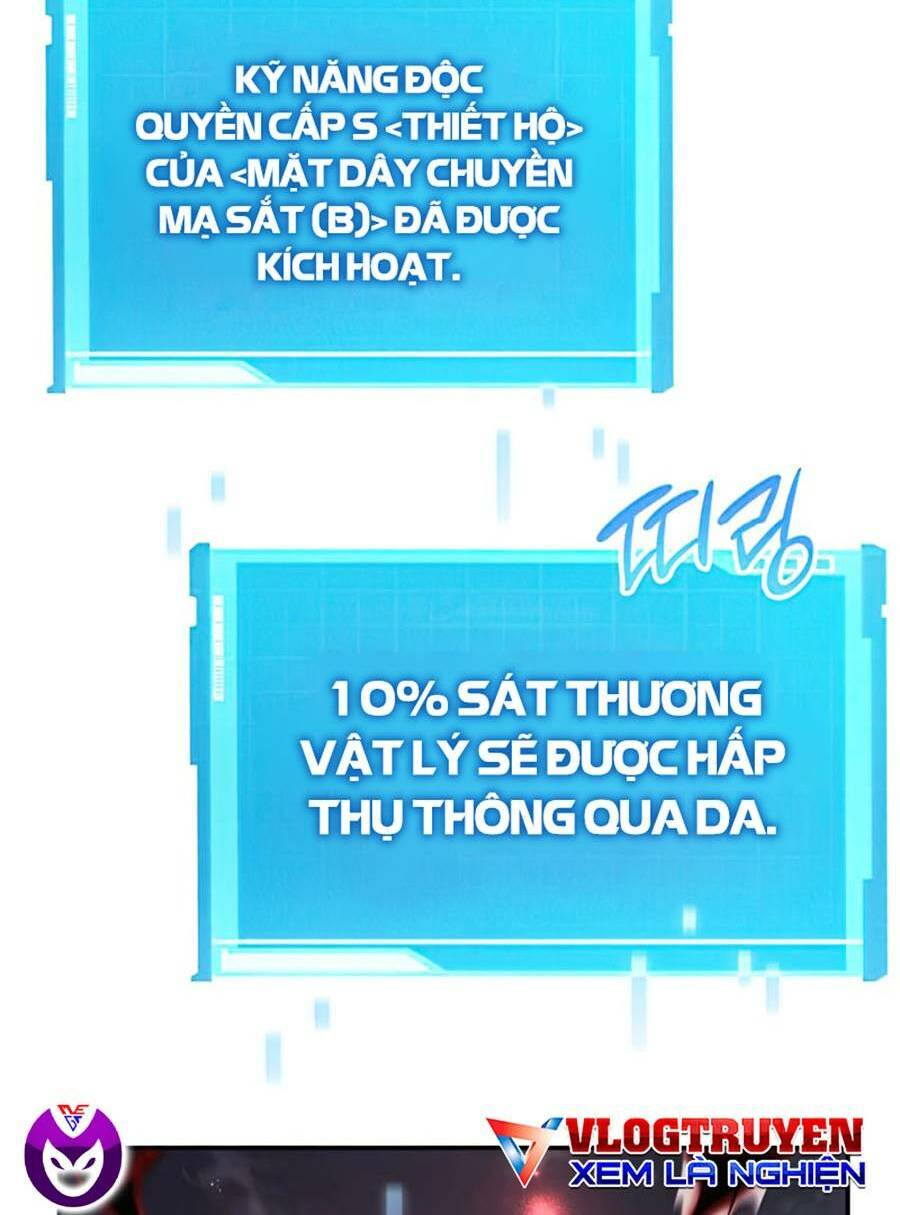 KỸ NĂNG ĐỘC
QUYỀN CẤP S <THIẾT HỘ>
CỦA <MẶT DÂY CHUYỀN
MẠ SẮT (B)> ĐÃ ĐƯỢC
KÍCH HOẠT.
띠링
10% SÁT THƯƠNG
VẬT LÝ SẼ ĐƯỢC HẤP
THỤ THÔNG QUA DA.
VLOGTRUYEN
XEM LÀ NGHIỆN